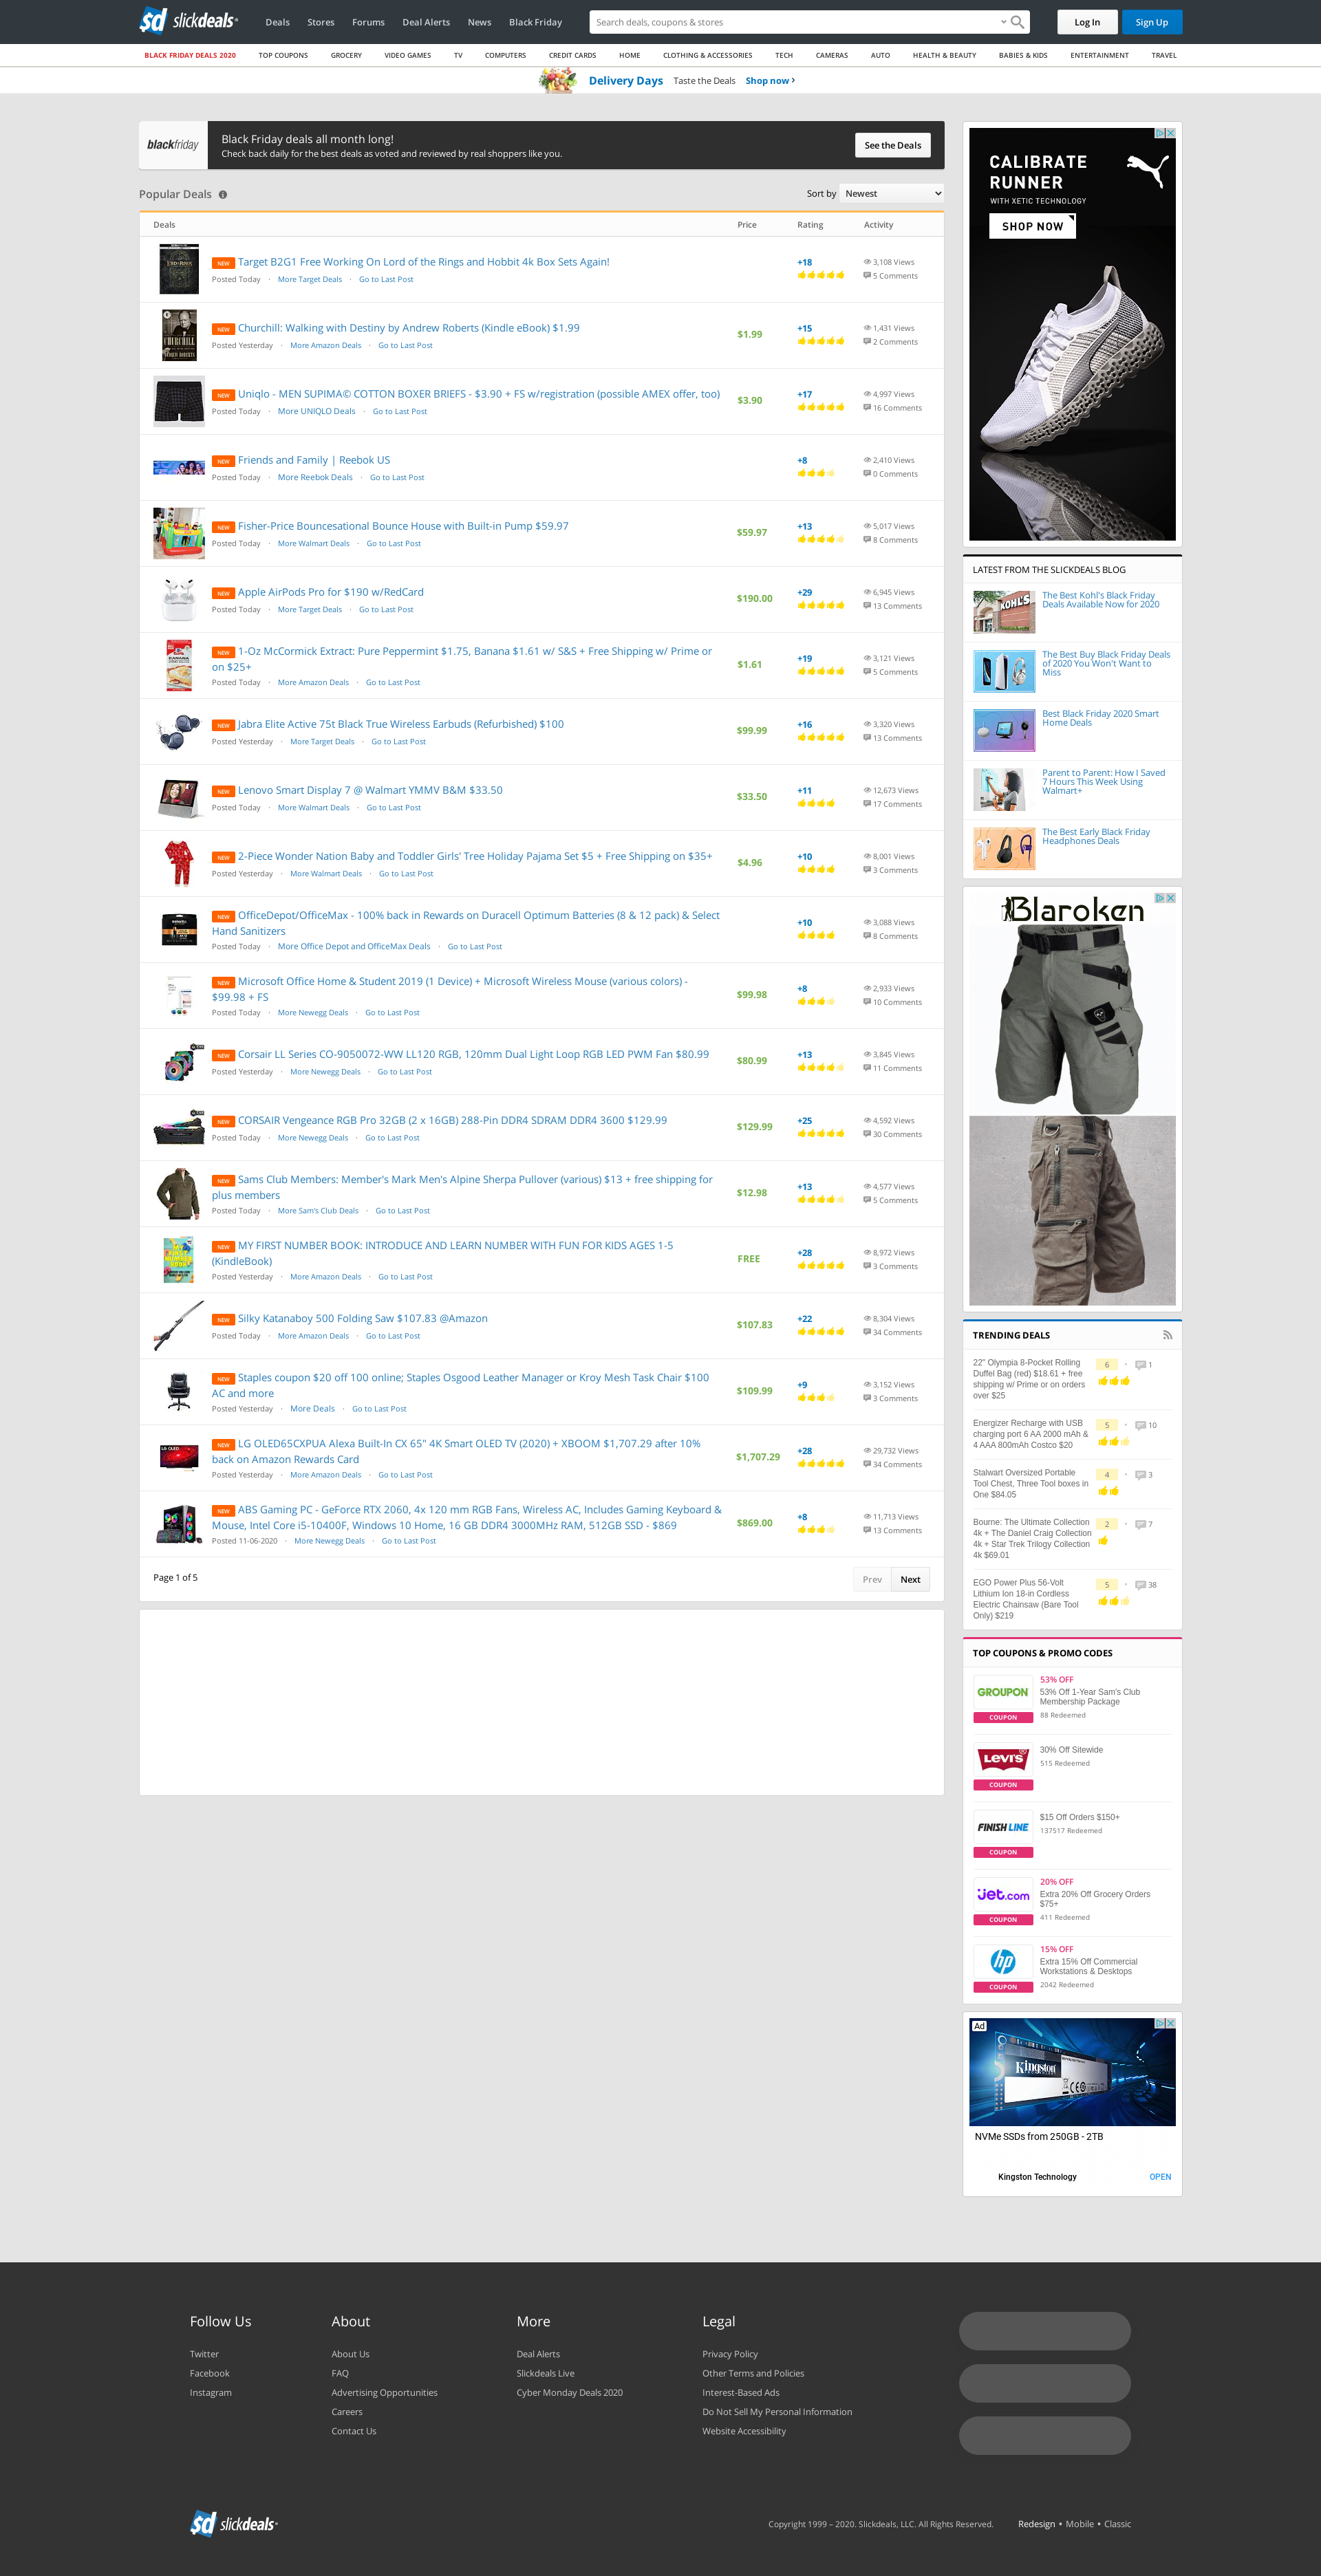 slickdeals
Deals
Stores
Forums
Deal Alerts
News
Black Friday
Search deals, coupons & stores
Log In
Sign Up
BLACK FRIDAY DEALS 2020
TOP COUPONS
GROCERY
VIDEO GAMES
TV
COMPUTERS
CREDIT CARDS
HOME
CLOTHING & ACCESSORIES
TECH
CAMERAS
AUTO
HEALTH & BEAUTY
BABIES & KIDS
ENTERTAINMENT
TRAVEL
Delivery Days Taste the Deals Shop now
blackfriday
Black Friday deals all month long!
Check back daily for the best deals as voted and reviewed by real shoppers like you.
See the Deals
Popular Deals
Sort by Newest
Deals Price Rating Activity
NEW Target B2G1 Free Working On Lord of the Rings and Hobbit 4k Box Sets Again!
Posted Today · More Target Deals · Go to Last Post
+18
3,108 Views
5 Comments
NEW Churchill: Walking with Destiny by Andrew Roberts (Kindle eBook) $1.99
Posted Yesterday · More Amazon Deals · Go to Last Post
$1.99
+15
1,431 Views
2 Comments
NEW Uniqlo - MEN SUPIMA© COTTON BOXER BRIEFS - $3.90 + FS w/registration (possible AMEX offer, too)
Posted Today · More UNIQLO Deals · Go to Last Post
$3.90
+17
4,997 Views
16 Comments
NEW Friends and Family | Reebok US
Posted Today · More Reebok Deals · Go to Last Post
+8
2,410 Views
0 Comments
NEW Fisher-Price Bouncesational Bounce House with Built-in Pump $59.97
Posted Today · More Walmart Deals · Go to Last Post
$59.97
+13
5,017 Views
8 Comments
NEW Apple AirPods Pro for $190 w/RedCard
Posted Today · More Target Deals · Go to Last Post
$190.00
+29
6,945 Views
13 Comments
NEW 1-Oz McCormick Extract: Pure Peppermint $1.75, Banana $1.61 w/ S&S + Free Shipping w/ Prime or
on $25+
Posted Today · More Amazon Deals · Go to Last Post
$1.61
+19
3,121 Views
5 Comments
NEW Jabra Elite Active 75t Black True Wireless Earbuds (Refurbished) $100
Posted Yesterday · More Target Deals · Go to Last Post
$99.99
+16
3,320 Views
13 Comments
NEW Lenovo Smart Display 7 @ Walmart YMMV B&M $33.50
Posted Today · More Walmart Deals · Go to Last Post
$33.50
+11
12,673 Views
17 Comments
NEW 2-Piece Wonder Nation Baby and Toddler Girls' Tree Holiday Pajama Set $5 + Free Shipping on $35+
Posted Yesterday · More Walmart Deals · Go to Last Post
$4.96
+10
8,001 Views
3 Comments
NEW OfficeDepot/OfficeMax - 100% back in Rewards on Duracell Optimum Batteries (8 & 12 pack) & Select
Hand Sanitizers
Posted Today · More Office Depot and OfficeMax Deals · Go to Last Post
+10
3,088 Views
8 Comments
NEW Microsoft Office Home & Student 2019 (1 Device) + Microsoft Wireless Mouse (various colors) -
$99.98 + FS
Posted Today · More Newegg Deals · Go to Last Post
$99.98
+8
2,933 Views
10 Comments
NEW Corsair LL Series CO-9050072-WW LL120 RGB, 120mm Dual Light Loop RGB LED PWM Fan $80.99
Posted Yesterday · More Newegg Deals · Go to Last Post
$80.99
+13
3,845 Views
11 Comments
NEW CORSAIR Vengeance RGB Pro 32GB (2 x 16GB) 288-Pin DDR4 SDRAM DDR4 3600 $129.99
Posted Today · More Newegg Deals · Go to Last Post
$129.99
+25
4,592 Views
30 Comments
NEW Sams Club Members: Member's Mark Men's Alpine Sherpa Pullover (various) $13 + free shipping for
plus members
Posted Today · More Sam's Club Deals · Go to Last Post
$12.98
+13
4,577 Views
5 Comments
NEW MY FIRST NUMBER BOOK: INTRODUCE AND LEARN NUMBER WITH FUN FOR KIDS AGES 1-5
(KindleBook)
Posted Yesterday · More Amazon Deals · Go to Last Post
FREE
+28
8,972 Views
3 Comments
NEW Silky Katanaboy 500 Folding Saw $107.83 @Amazon
Posted Today · More Amazon Deals · Go to Last Post
$107.83
+22
8,304 Views
34 Comments
NEW Staples coupon $20 off 100 online; Staples Osgood Leather Manager or Kroy Mesh Task Chair $100
AC and more
Posted Yesterday · More Deals · Go to Last Post
$109.99
+9
3,152 Views
3 Comments
NEW LG OLED65CXPUA Alexa Built-In CX 65" 4K Smart OLED TV (2020) + XBOOM $1,707.29 after 10%
back on Amazon Rewards Card
Posted Yesterday · More Amazon Deals · Go to Last Post
$1,707.29
+28
29,732 Views
34 Comments
NEW ABS Gaming PC - GeForce RTX 2060, 4x 120 mm RGB Fans, Wireless AC, Includes Gaming Keyboard &
Mouse, Intel Core i5-10400F, Windows 10 Home, 16 GB DDR4 3000MHz RAM, 512GB SSD - $869
Posted 11-06-2020 · More Newegg Deals · Go to Last Post
$869.00
+8
11,713 Views
13 Comments
Page 1 of 5
Prev
Next
CALIBRATE
RUNNER
WITH XETIC TECHNOLOGY
SHOP NOW
LATEST FROM THE SLICKDEALS BLOG
The Best Kohl's Black Friday
Deals Available Now for 2020
The Best Buy Black Friday Deals
of 2020 You Won't Want to
Miss
Best Black Friday 2020 Smart
Home Deals
Parent to Parent: How I Saved
7 Hours This Week Using
Walmart+
The Best Early Black Friday
Headphones Deals
Blaroken
TRENDING DEALS
22" Olympia 8-Pocket Rolling
Duffel Bag (red) $18.61 + free
shipping w/ Prime or on orders
over $25
6 · 1
Energizer Recharge with USB
charging port 6 AA 2000 mAh &
4 AAA 800mAh Costco $20
5 · 10
Stalwart Oversized Portable
Tool Chest, Three Tool boxes in
One $84.05
4 · 3
Bourne: The Ultimate Collection
4k + The Daniel Craig Collection
4k + Star Trek Trilogy Collection
4k $69.01
2 · 7
EGO Power Plus 56-Volt
Lithium Ion 18-in Cordless
Electric Chainsaw (Bare Tool
Only) $219
5 · 38
TOP COUPONS & PROMO CODES
GROUPON
COUPON
53% OFF
53% Off 1-Year Sam's Club
Membership Package
88 Redeemed
LEVI'S
COUPON
30% Off Sitewide
515 Redeemed
FINISH LINE
COUPON
$15 Off Orders $150+
137517 Redeemed
jet.com
COUPON
20% OFF
Extra 20% Off Grocery Orders
$75+
411 Redeemed
hp
COUPON
15% OFF
Extra 15% Off Commercial
Workstations & Desktops
2042 Redeemed
Ad
Kingston
NVMe SSDs from 250GB - 2TB
Kingston Technology
OPEN
Follow Us
Twitter
Facebook
Instagram
About
About Us
FAQ
Advertising Opportunities
Careers
Contact Us
More
Deal Alerts
Slickdeals Live
Cyber Monday Deals 2020
Legal
Privacy Policy
Other Terms and Policies
Interest-Based Ads
Do Not Sell My Personal Information
Website Accessibility
slickdeals
Copyright 1999 – 2020. Slickdeals, LLC. All Rights Reserved.
Redesign • Mobile • Classic